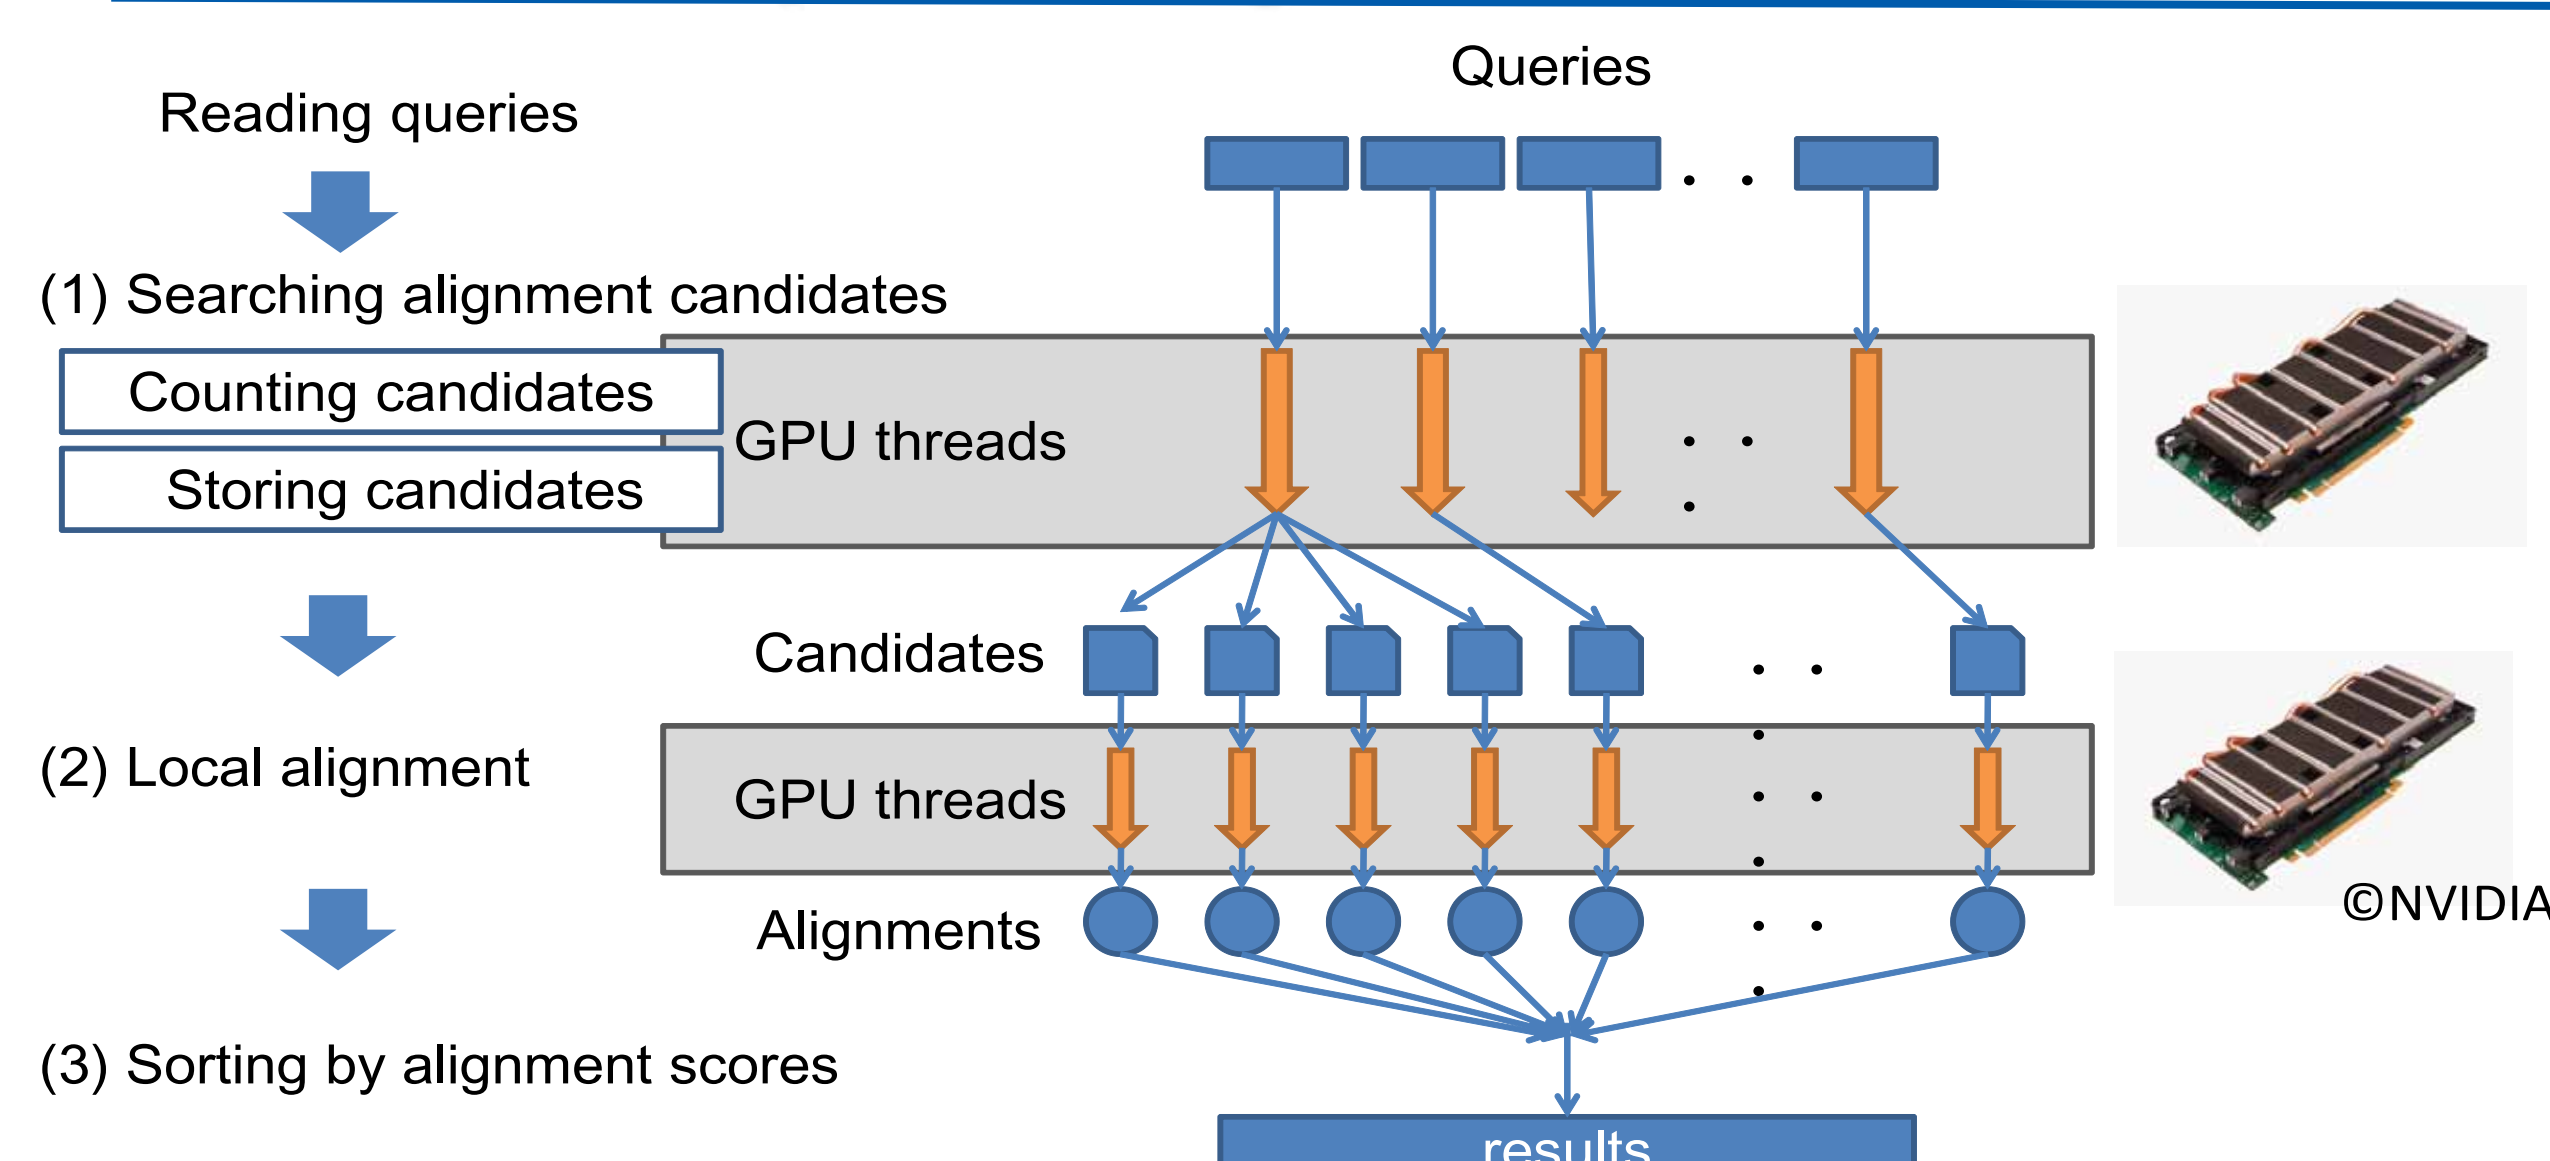 Queries
Reading queries
(1) Searching alignment candidates
Counting candidates
GPU threads
Storing candidates
Candidates
(2) Local alignment
GPU threads
©NVIDIA
Alignments
(3) Sorting by alignment scores
results